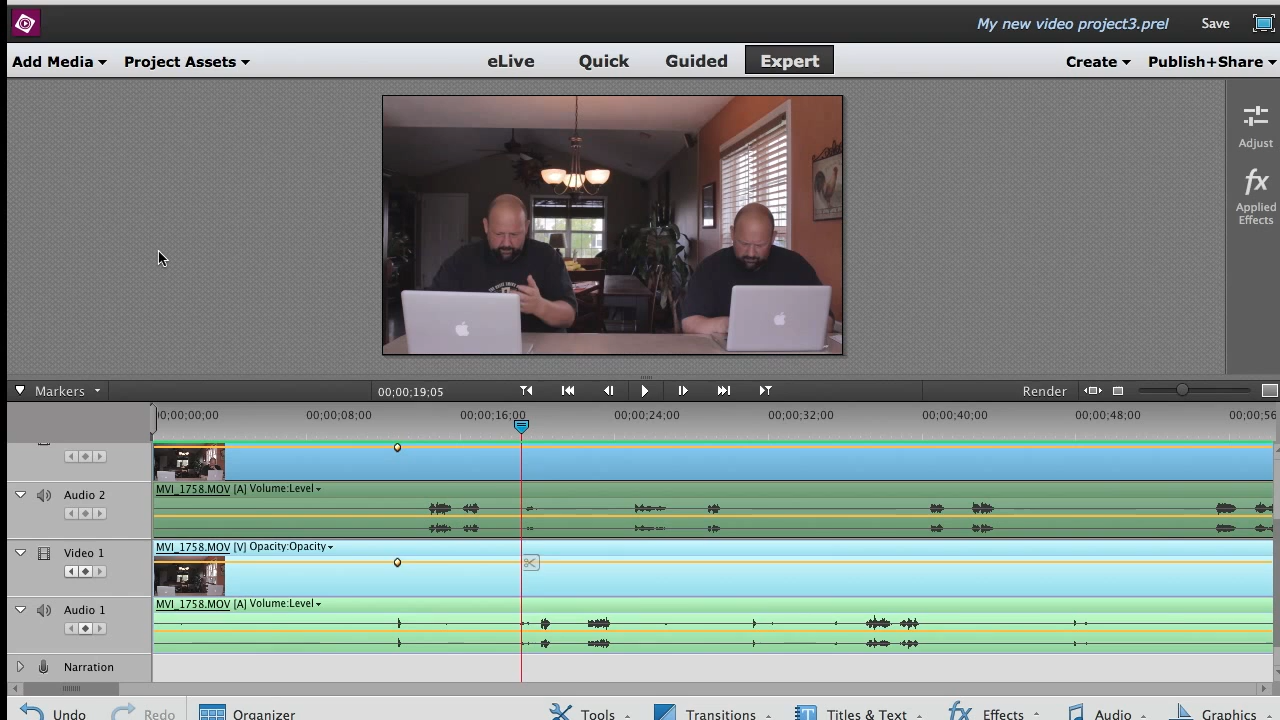 My new video project3.prel Save
Add Media Project Assets eLive Quick Guided Expert Create Publish+Share
Adjust
fx
Applied
Effects
Markers 00;00;19;05 Render
00;00;00;00 00;00;08;00 00;00;16;00 00;00;24;00 00;00;32;00 00;00;40;00 00;00;48;00 00;00;56
MVI_1758.MOV [A] Volume:Level
Audio 2
MVI_1758.MOV [V] Opacity:Opacity
Video 1
MVI_1758.MOV [A] Volume:Level
Audio 1
Narration
Undo Redo Organizer Tools Transitions T Titles & Text fx Effects Audio Graphics